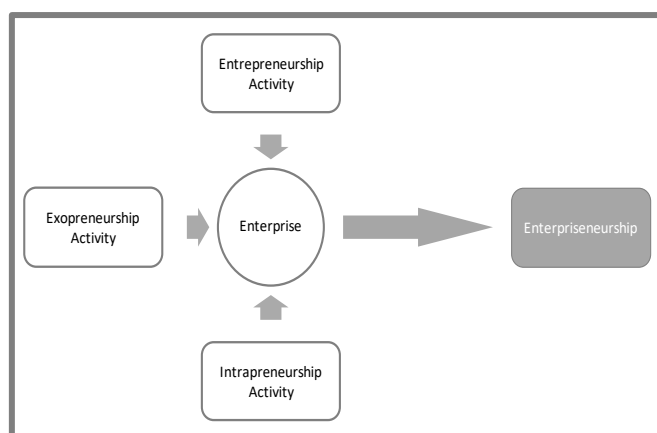 Entrepreneurship
Activity
Exopreneurship
Activity
Enterprise
Enterpriseneurship
Intrapreneurship
Activity